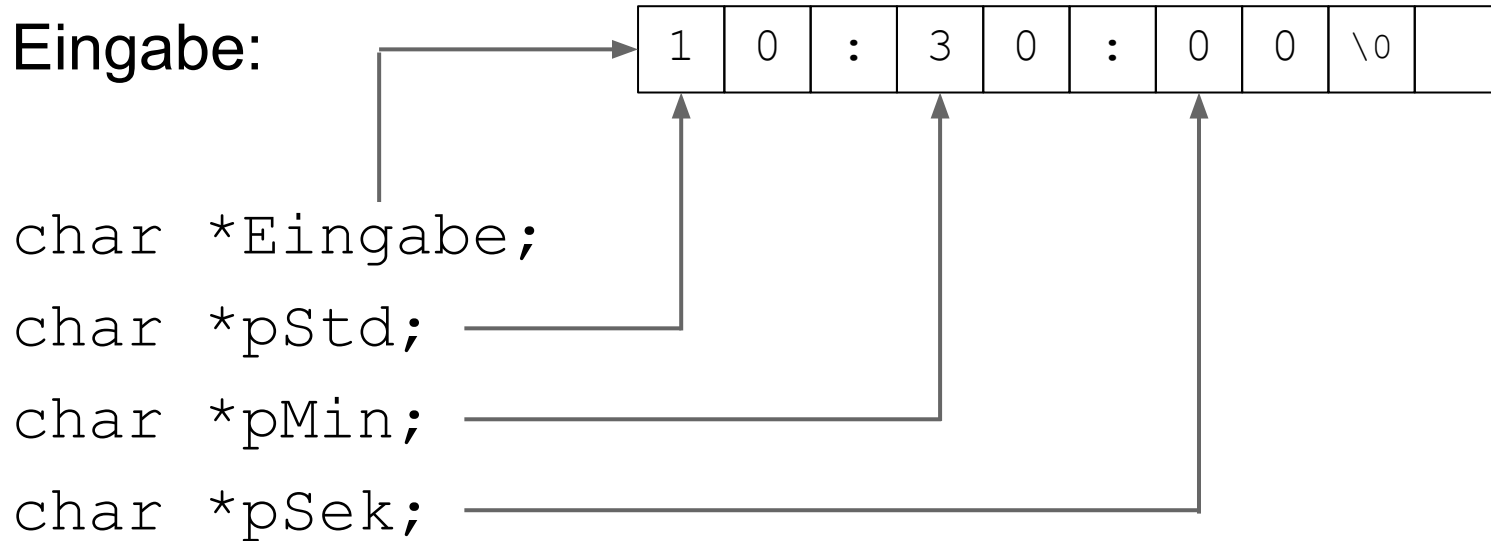 Eingabe:
1 0 : 3 0 : 0 0 \0
char *Eingabe;
char *pStd;
char *pMin;
char *pSek;